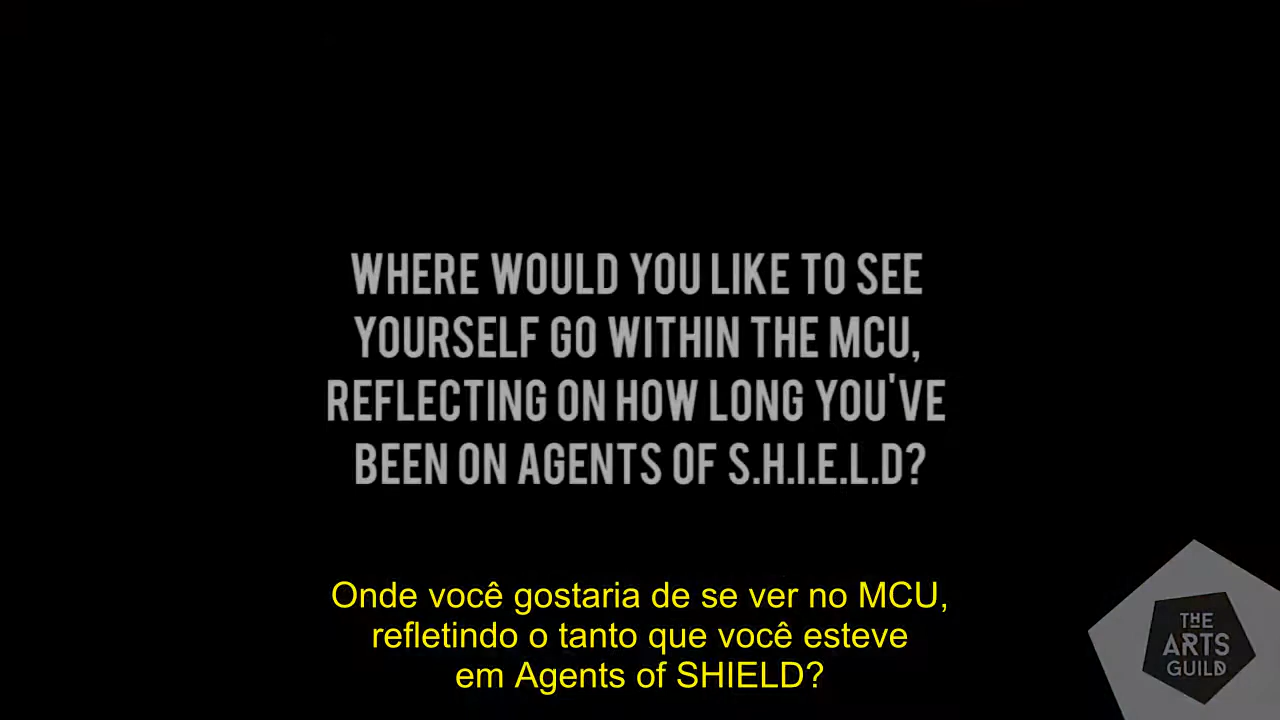 WHERE WOULD YOU LIKE TO SEE
YOURSELF GO WITHIN THE MCU,
REFLECTING ON HOW LONG YOU'VE
BEEN ON AGENTS OF S.H.I.E.L.D?
Onde você gostaria de se ver no MCU,
refletindo o tanto que você esteve
em Agents of SHIELD?
THE
ARTS
GUILD